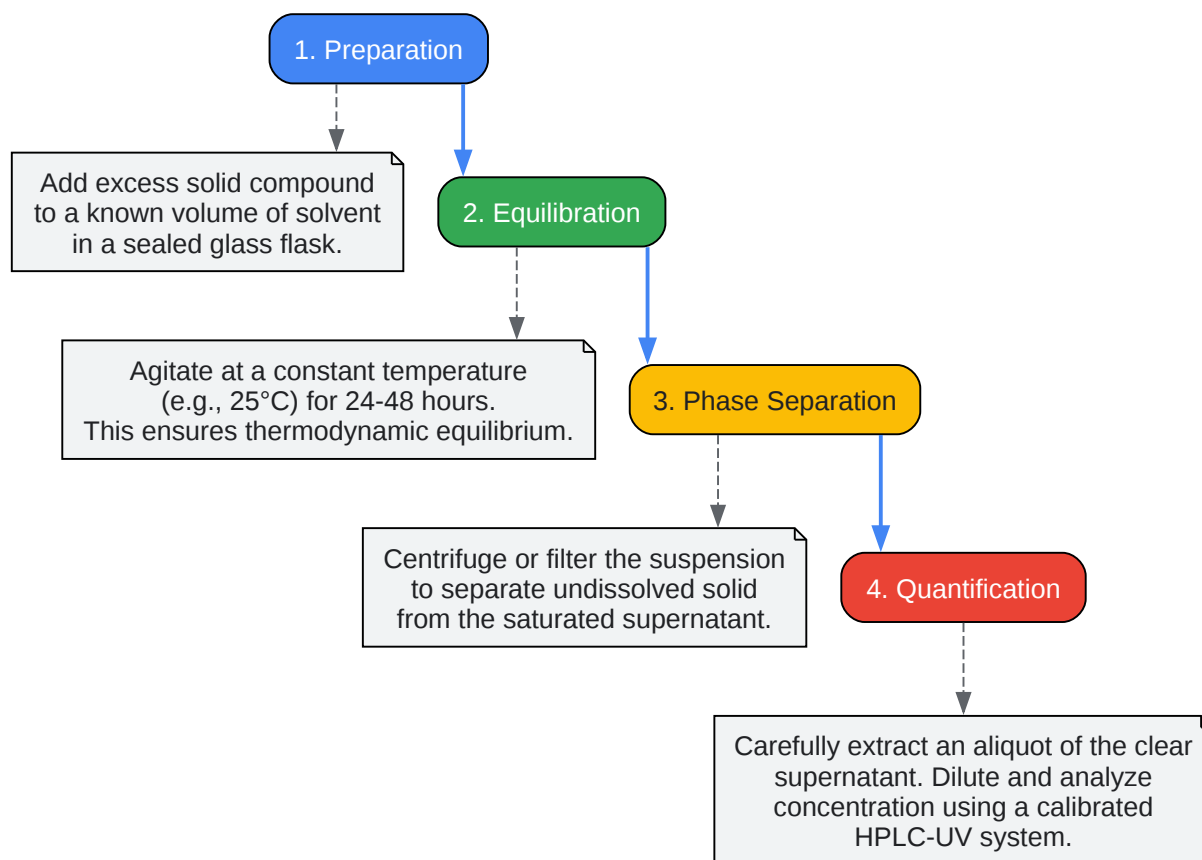 1. Preparation
Add excess solid compound
to a known volume of solvent
in a sealed glass flask.
2. Equilibration
Agitate at a constant temperature
(e.g., 25°C) for 24-48 hours.
This ensures thermodynamic equilibrium.
3. Phase Separation
Centrifuge or filter the suspension
to separate undissolved solid
from the saturated supernatant.
4. Quantification
Carefully extract an aliquot of the clear
supernatant. Dilute and analyze
concentration using a calibrated
HPLC-UV system.